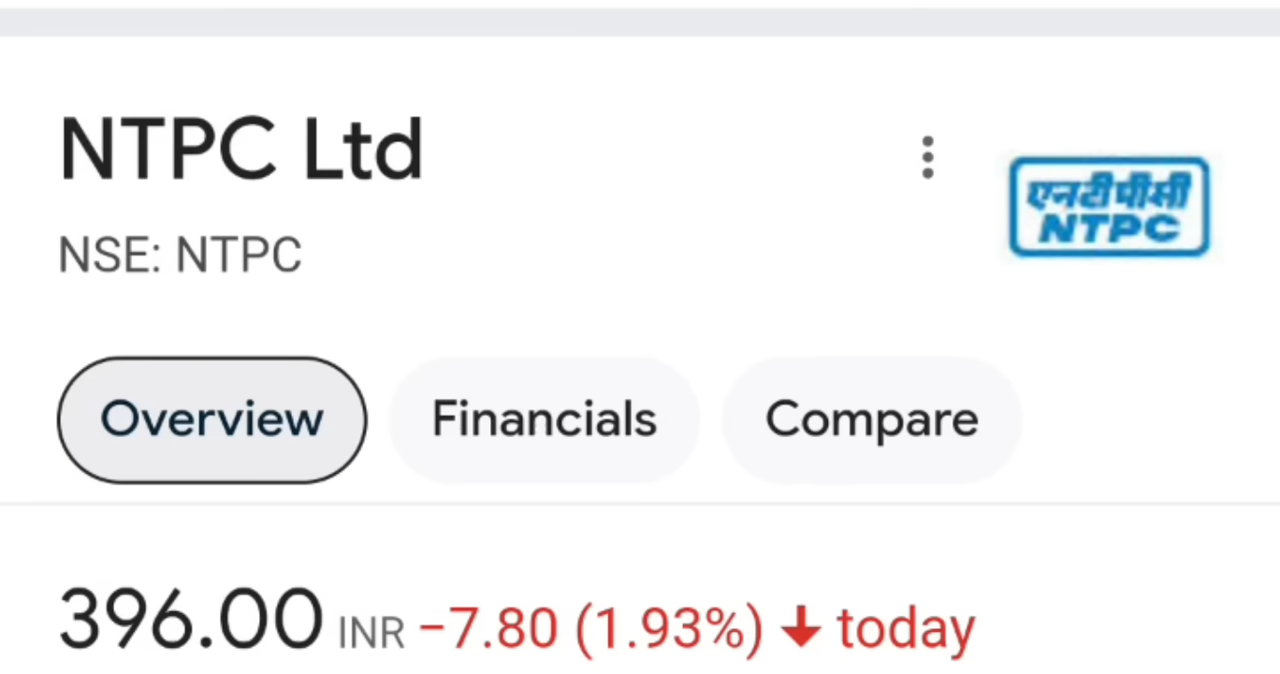 NTPC Ltd
एनटीपीसी
NTPC
NSE: NTPC
Overview Financials Compare
396.00 INR −7.80 (1.93%) ↓ today